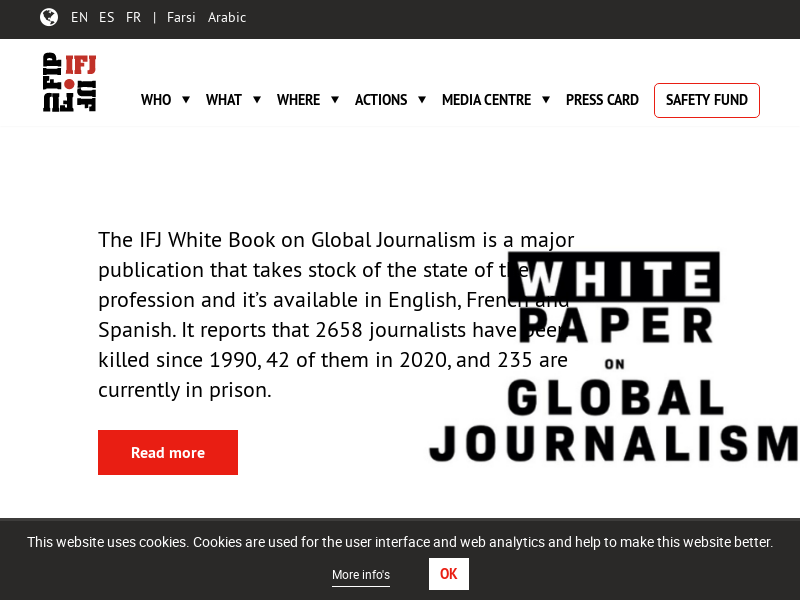 EN ES FR | Farsi Arabic
FIP IFJ
IJF FIJ
WHO ▼ WHAT ▼ WHERE ▼ ACTIONS ▼ MEDIA CENTRE ▼ PRESS CARD SAFETY FUND
The IFJ White Book on Global Journalism is a major
publication that takes stock of the state of the
profession and it’s available in English, French and
Spanish. It reports that 2658 journalists have been
killed since 1990, 42 of them in 2020, and 235 are
currently in prison.
Read more
WHITE
PAPER
ON
GLOBAL
JOURNALISM
This website uses cookies. Cookies are used for the user interface and web analytics and help to make this website better.
More info's OK